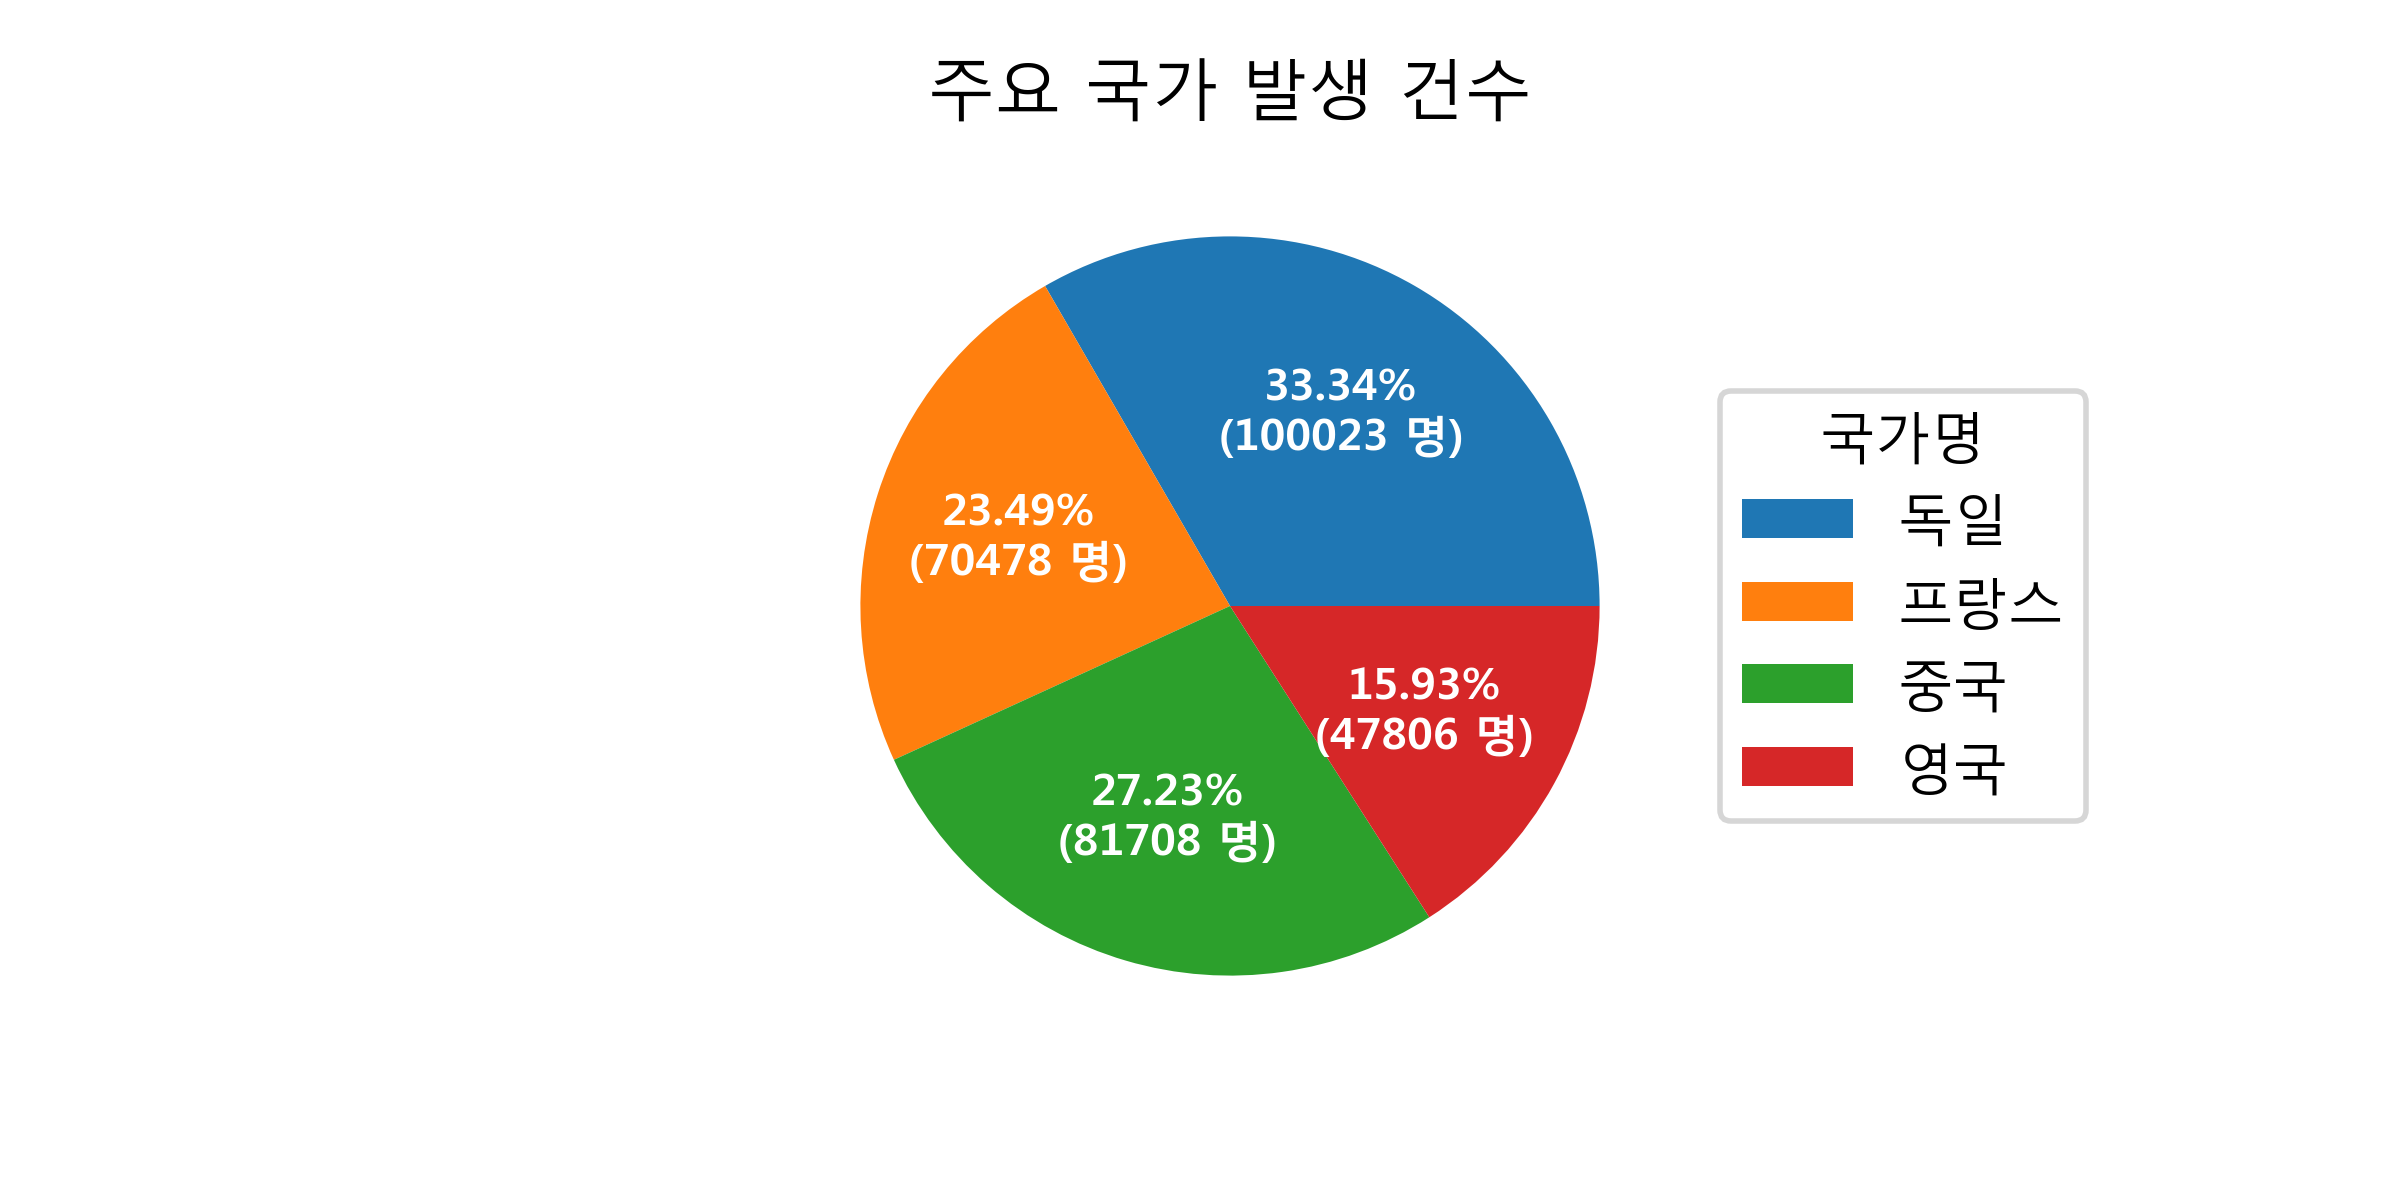 주요 국가 발생 건수
33.34%
(100023 명)
23.49%
(70478 명)
27.23%
(81708 명)
15.93%
(47806 명)
국가명
독일
프랑스
중국
영국